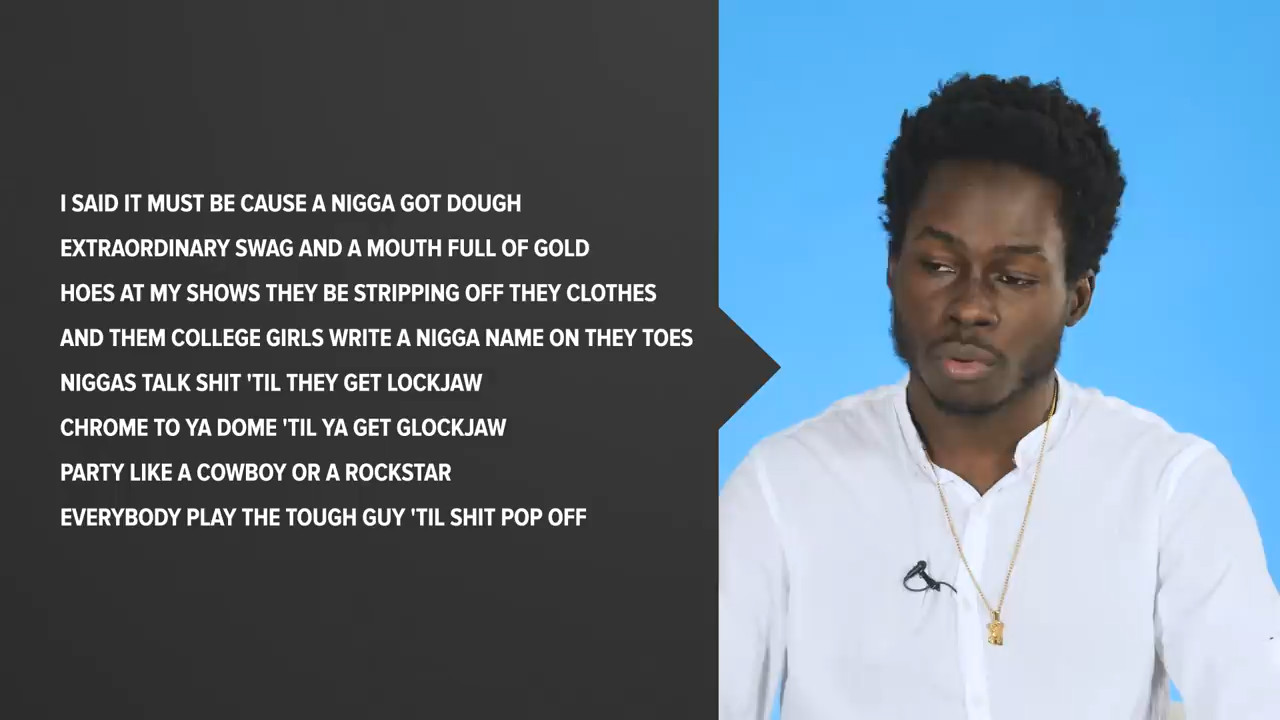 I SAID IT MUST BE CAUSE A NIGGA GOT DOUGH
EXTRAORDINARY SWAG AND A MOUTH FULL OF GOLD
HOES AT MY SHOWS THEY BE STRIPPING OFF THEY CLOTHES
AND THEM COLLEGE GIRLS WRITE A NIGGA NAME ON THEY TOES
NIGGAS TALK SHIT 'TIL THEY GET LOCKJAW
CHROME TO YA DOME 'TIL YA GET GLOCKJAW
PARTY LIKE A COWBOY OR A ROCKSTAR
EVERYBODY PLAY THE TOUGH GUY 'TIL SHIT POP OFF